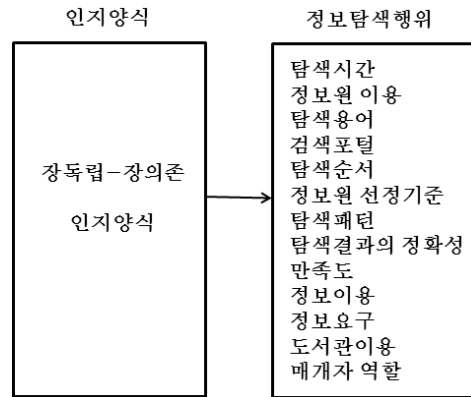 인지양식
정보탐색행위
장독립-장의존
인지양식
탐색시간
정보원 이용
탐색용어
검색포털
탐색순서
정보원 선정기준
탐색패턴
탐색결과의 정확성
만족도
정보이용
정보요구
도서관이용
매개자 역할